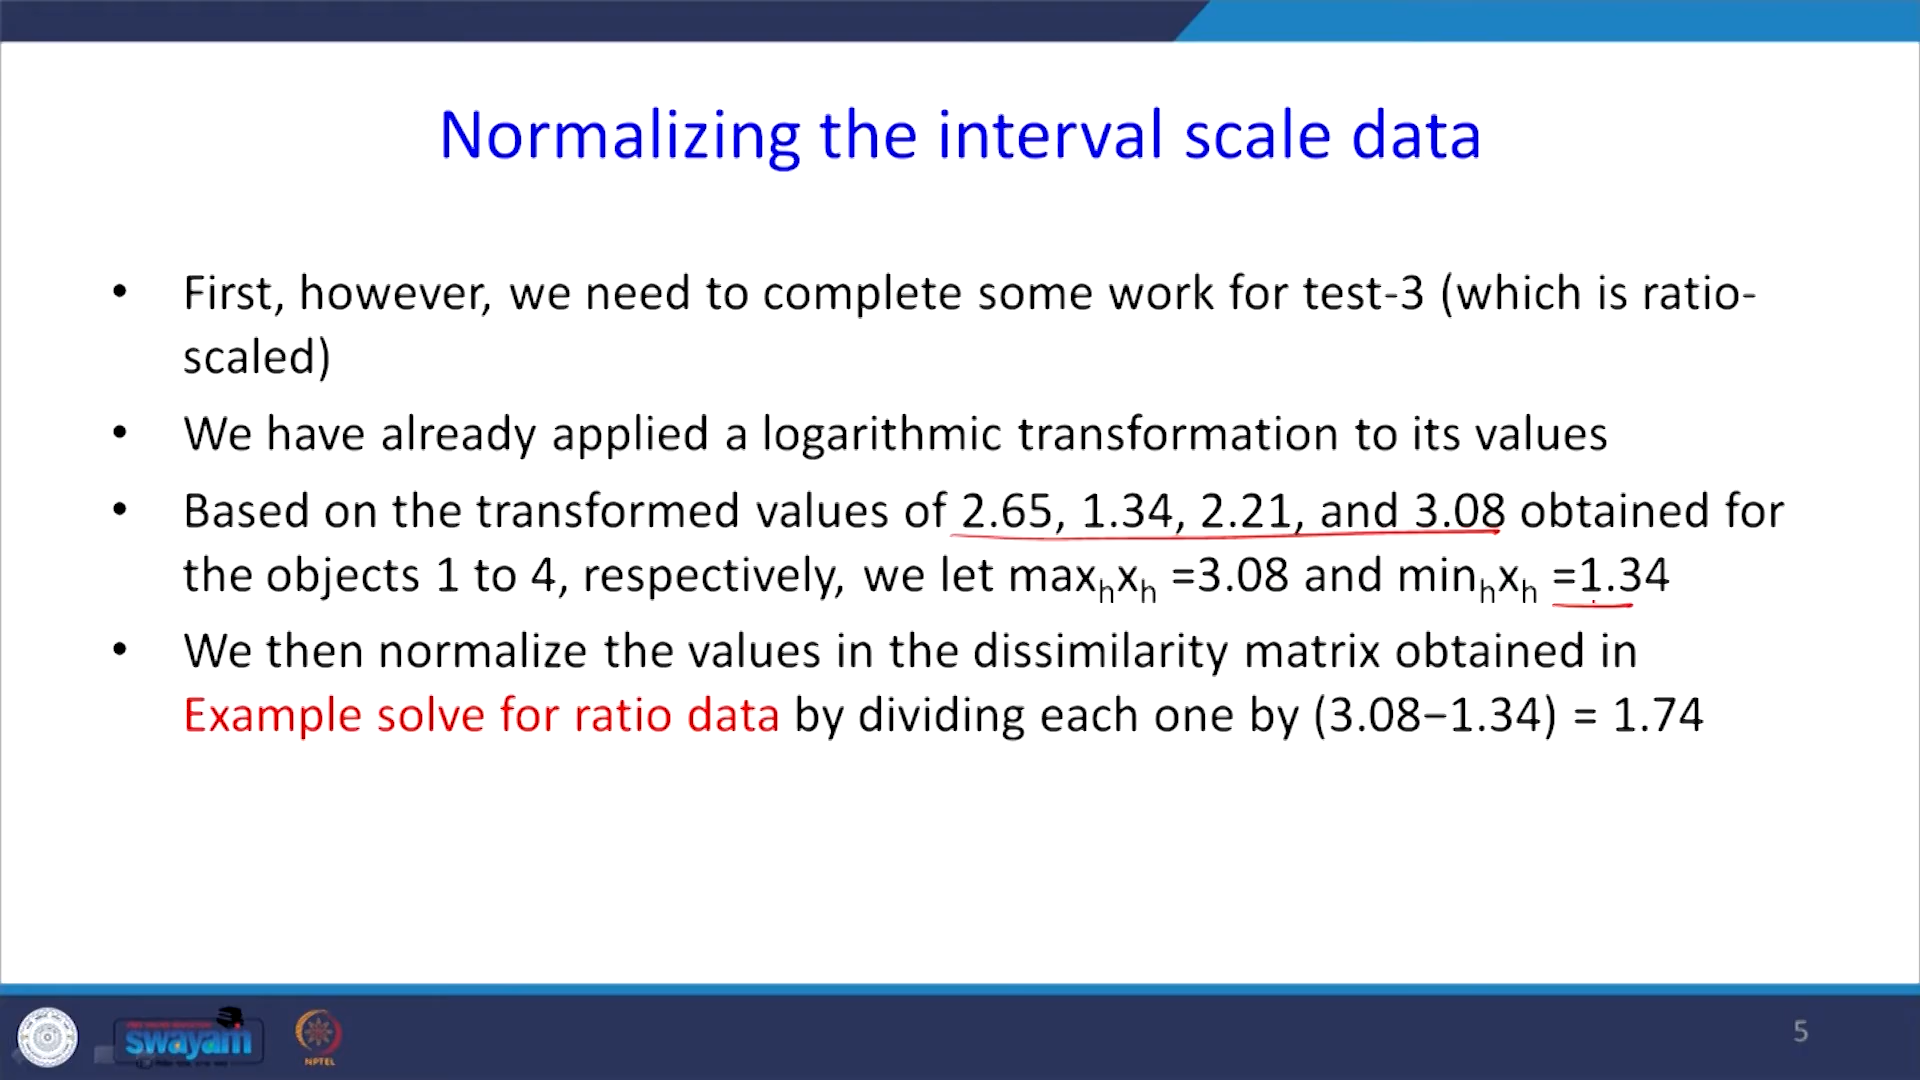 Normalizing the interval scale data
• First, however, we need to complete some work for test-3 (which is ratio-
scaled)
• We have already applied a logarithmic transformation to its values
• Based on the transformed values of 2.65, 1.34, 2.21, and 3.08 obtained for
the objects 1 to 4, respectively, we let maxhxh =3.08 and minhxh =1.34
• We then normalize the values in the dissimilarity matrix obtained in
Example solve for ratio data by dividing each one by (3.08−1.34) = 1.74
swayam
NPTEL
5